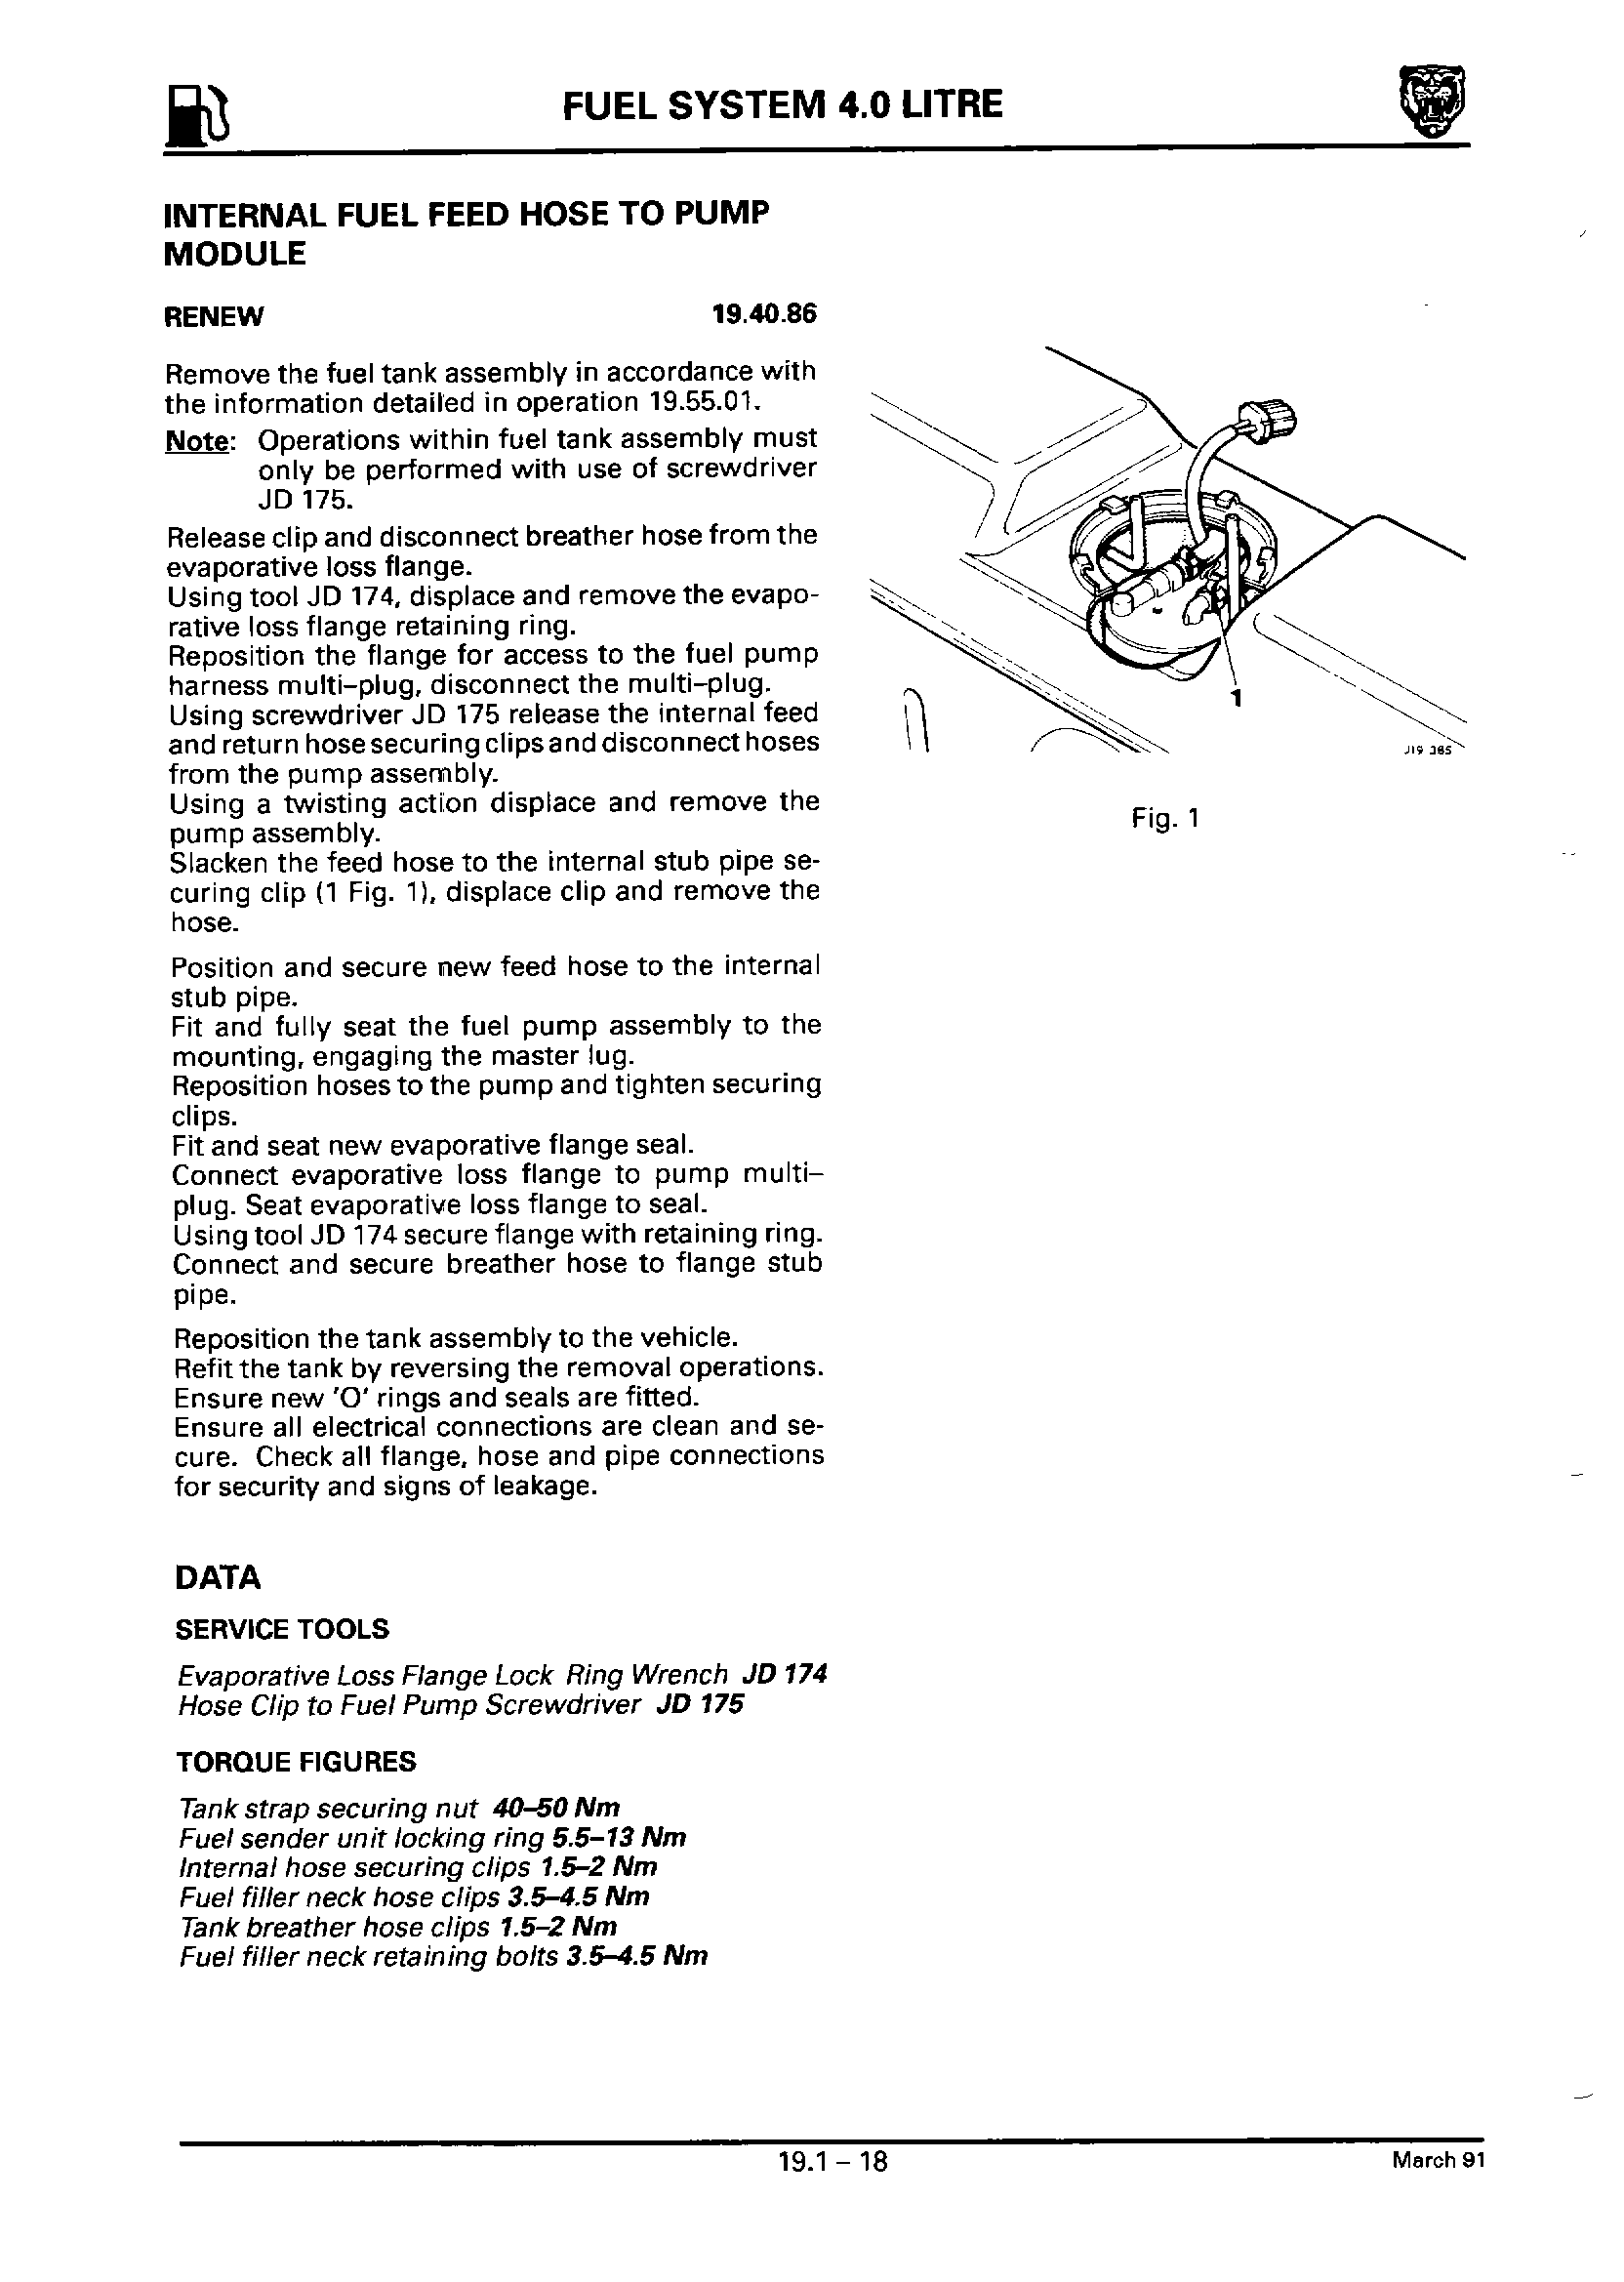 FUEL SYSTEM 4.0 LITRE
INTERNAL FUEL FEED HOSE TO PUMP
MODULE
RENEW 19.40.86
Remove the fuel tank assembly in accordance with
the information detailed in operation 19.55.01.
Note: Operations within fuel tank assembly must
only be performed with use of screwdriver
JD 175.
Release clip and disconnect breather hose from the
evaporative loss flange.
Using tool JD 174, displace and remove the evapo-
rative loss flange retaining ring.
Reposition the flange for access to the fuel pump
harness multi-plug, disconnect the multi-plug.
Using screwdriver JD 175 release the internal feed
and return hose securing clips and disconnect hoses
from the pump assembly.
Using a twisting action displace and remove the
pump assembly.
Slacken the feed hose to the internal stub pipe se-
curing clip (1 Fig. 1), displace clip and remove the
hose.
Position and secure new feed hose to the internal
stub pipe.
Fit and fully seat the fuel pump assembly to the
mounting, engaging the master lug.
Reposition hoses to the pump and tighten securing
clips.
Fit and seat new evaporative flange seal.
Connect evaporative loss flange to pump multi-
plug. Seat evaporative loss flange to seal.
Using tool JD 174 secure flange with retaining ring.
Connect and secure breather hose to flange stub
pipe.
Reposition the tank assembly to the vehicle.
Refit the tank by reversing the removal operations.
Ensure new 'O' rings and seals are fitted.
Ensure all electrical connections are clean and se-
cure. Check all flange, hose and pipe connections
for security and signs of leakage.
DATA
SERVICE TOOLS
Evaporative Loss Flange Lock Ring Wrench JD 174
Hose Clip to Fuel Pump Screwdriver JD 175
TORQUE FIGURES
Tank strap securing nut 40–50 Nm
Fuel sender unit locking ring 5.5–13 Nm
Internal hose securing clips 1.5–2 Nm
Fuel filler neck hose clips 3.5–4.5 Nm
Tank breather hose clips 1.5–2 Nm
Fuel filler neck retaining bolts 3.5–4.5 Nm
1
J19 385
Fig. 1
19.1 – 18
March 91